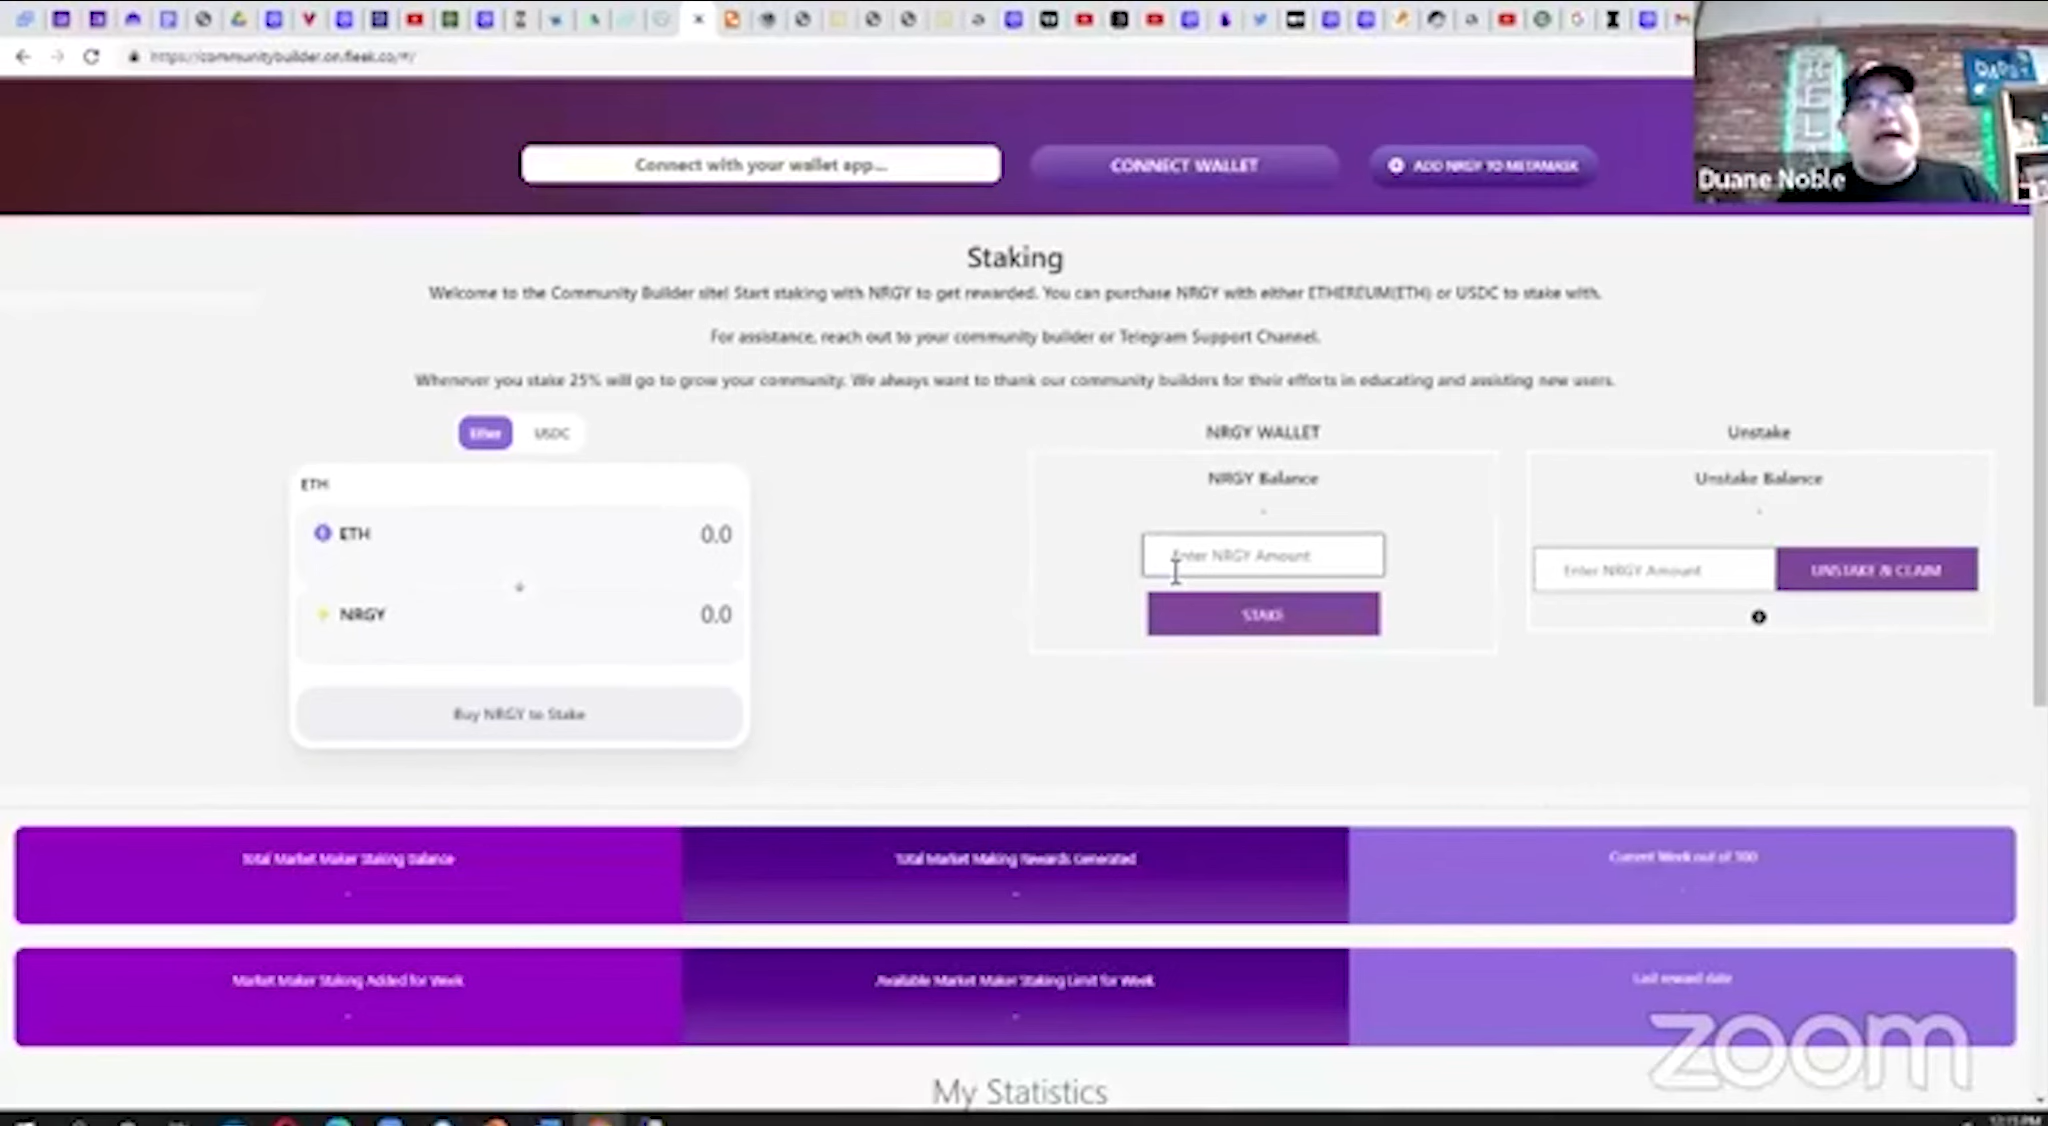 https://communitybuilder.on.fleek.co/#/
Connect with your wallet app...
CONNECT WALLET
ADD NRGY TO METAMASK
DADDY
Duane Noble
Staking
Welcome to the Community Builder site! Start staking with NRGY to get rewarded. You can purchase NRGY with either ETHEREUM(ETH) or USDC to stake with.
For assistance, reach out to your community builder or Telegram Support Channel.
Whenever you stake 25% will go to grow your community. We always want to thank our community builders for their efforts in educating and assisting new users.
Ether
USDC
ETH
ETH
0.0
NRGY
0.0
Buy NRGY to Stake
NRGY WALLET
NRGY Balance
-
Enter NRGY Amount
STAKE
Unstake
Unstake Balance
-
Enter NRGY Amount
UNSTAKE & CLAIM
Total Market Maker Staking Balance
-
Total Market Making Rewards Generated
-
Current Week out of 100
-
Market Maker Staking Added for Week
-
Available Market Maker Staking Limit for Week
-
Last reward date
zoom
My Statistics